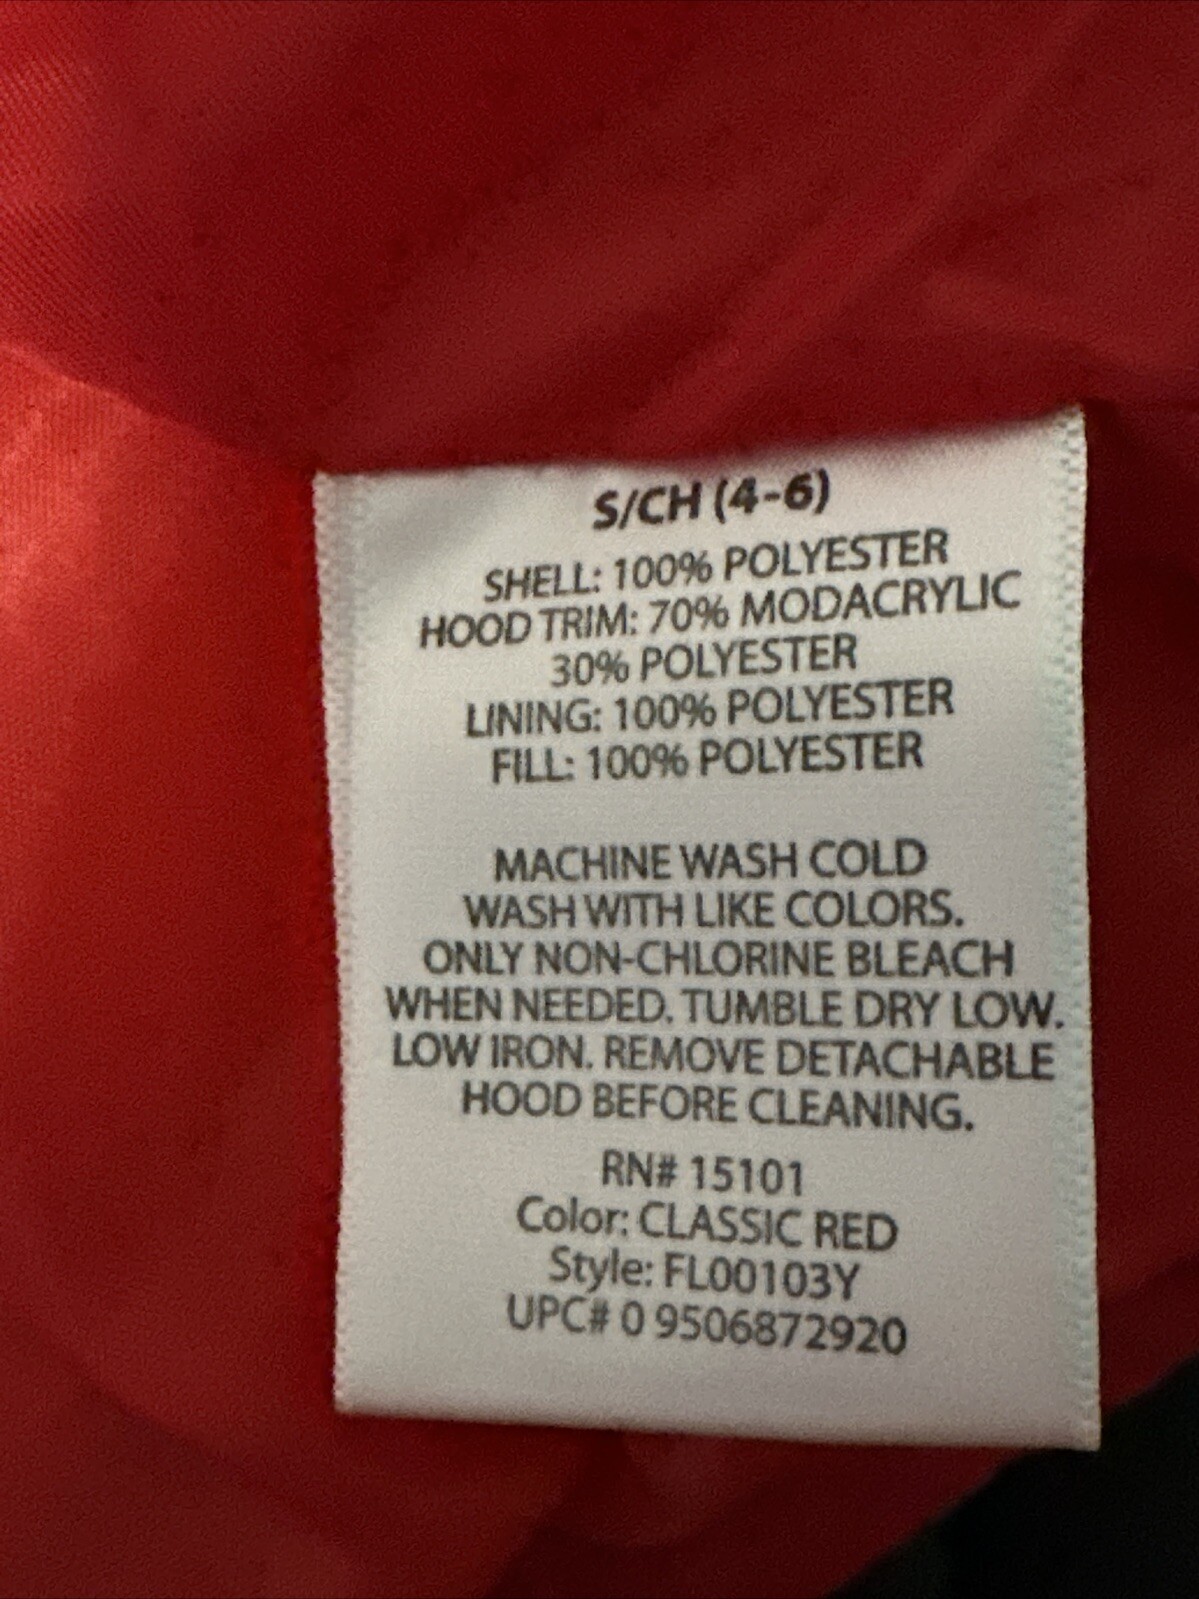 S/CH (4-6)
SHELL: 100% POLYESTER
HOOD TRIM: 70% MODACRYLIC
30% POLYESTER
LINING: 100% POLYESTER
FILL: 100% POLYESTER
MACHINE WASH COLD
WASH WITH LIKE COLORS.
ONLY NON-CHLORINE BLEACH
WHEN NEEDED. TUMBLE DRY LOW.
LOW IRON. REMOVE DETACHABLE
HOOD BEFORE CLEANING.
RN# 15101
Color: CLASSIC RED
Style: FL00103Y
UPC# 0 9506872920